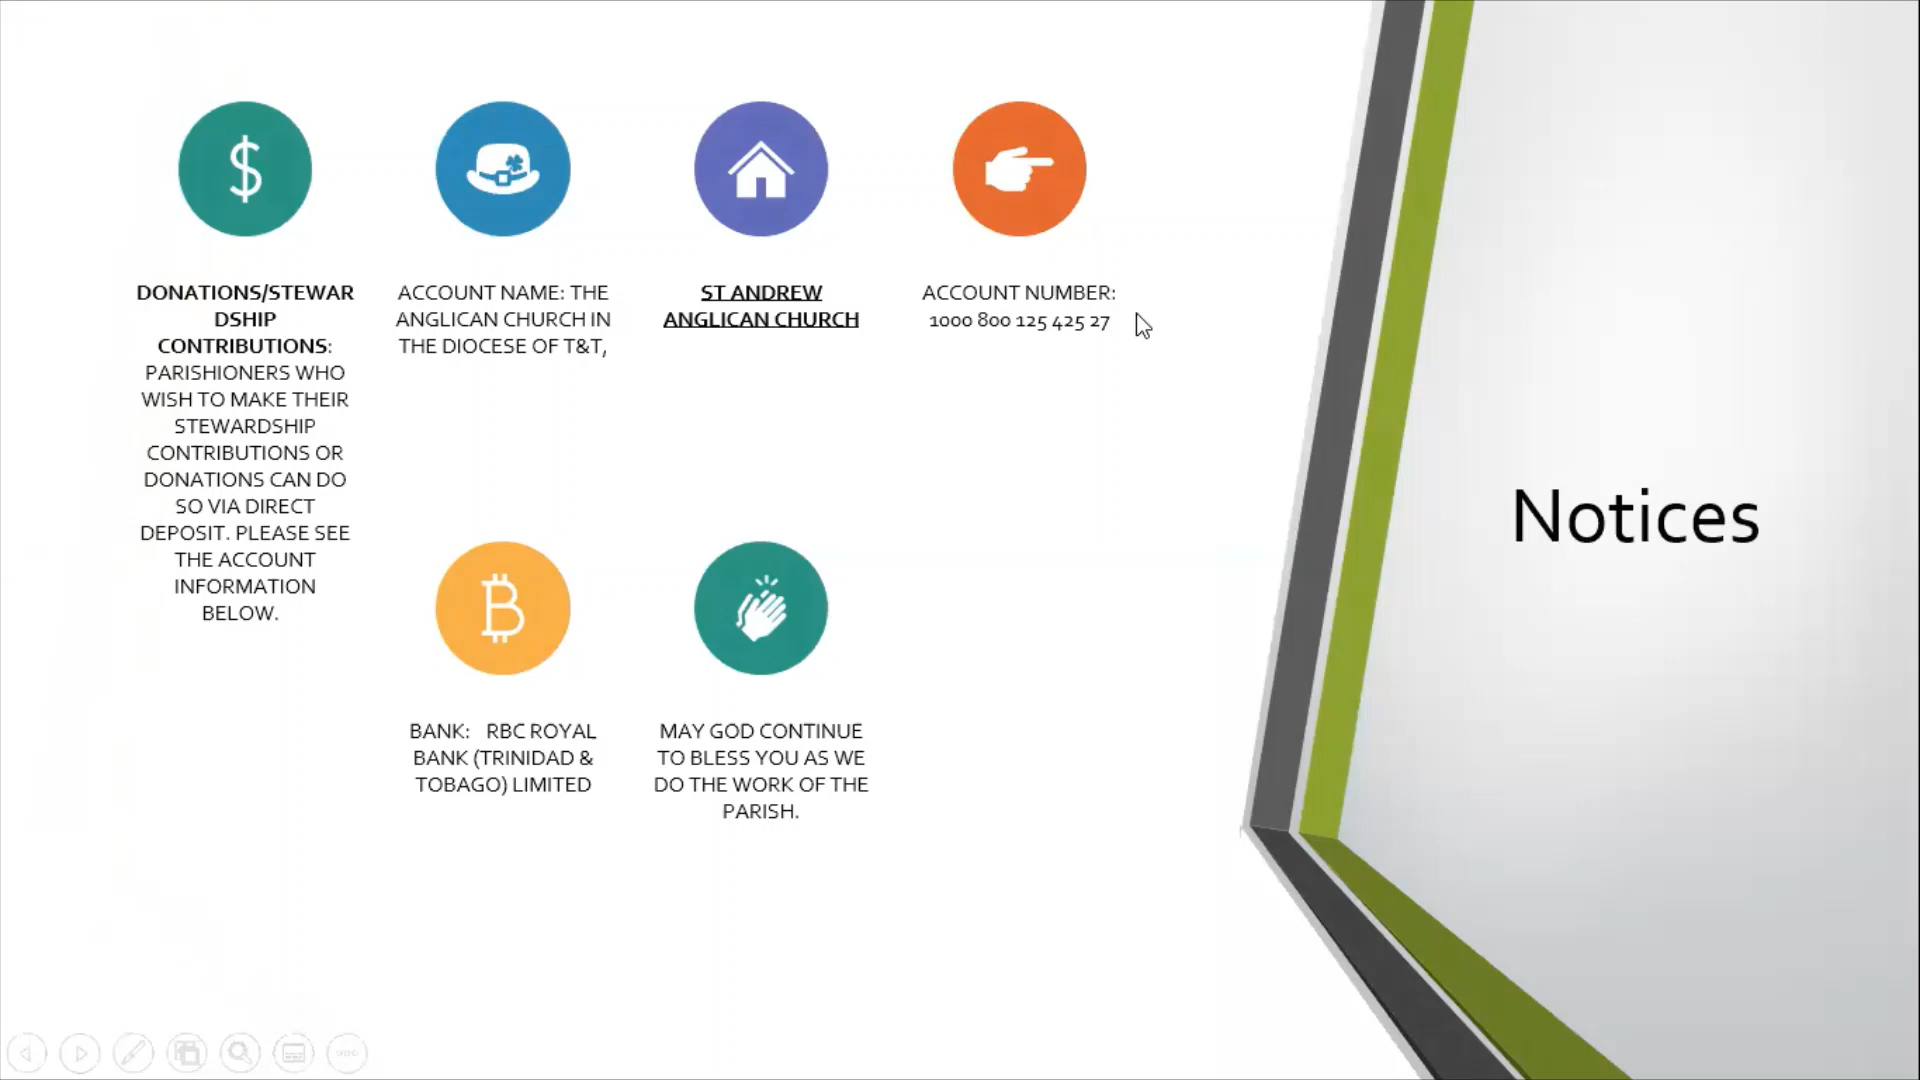 DONATIONS/STEWAR
DSHIP
CONTRIBUTIONS:
PARISHIONERS WHO
WISH TO MAKE THEIR
STEWARDSHIP
CONTRIBUTIONS OR
DONATIONS CAN DO
SO VIA DIRECT
DEPOSIT. PLEASE SEE
THE ACCOUNT
INFORMATION
BELOW.
ACCOUNT NAME: THE
ANGLICAN CHURCH IN
THE DIOCESE OF T&T,
ST ANDREW
ANGLICAN CHURCH
ACCOUNT NUMBER:
1000 800 125 425 27
BANK: RBC ROYAL
BANK (TRINIDAD &
TOBAGO) LIMITED
MAY GOD CONTINUE
TO BLESS YOU AS WE
DO THE WORK OF THE
PARISH.
Notices